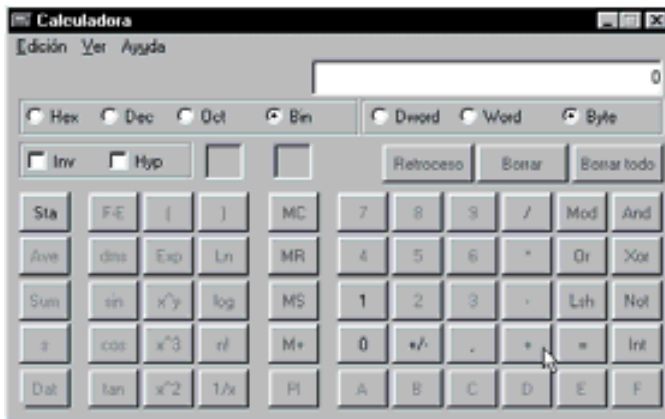 Calculadora
Edición Ver Ayuda
0
Hex Dec Oct Bin Dword Word Byte
Inv Hyp Retroceso Borrar Borrar todo
Sta F-E ( ) MC 7 8 9 / Mod And
Ave dms Exp Ln MR 4 5 6 * Or Xor
Sum sin x^y log MS 1 2 3 - Lsh Not
s cos x^3 n! M+ 0 +/- . + = Int
Dat tan x^2 1/x PI A B C D E F